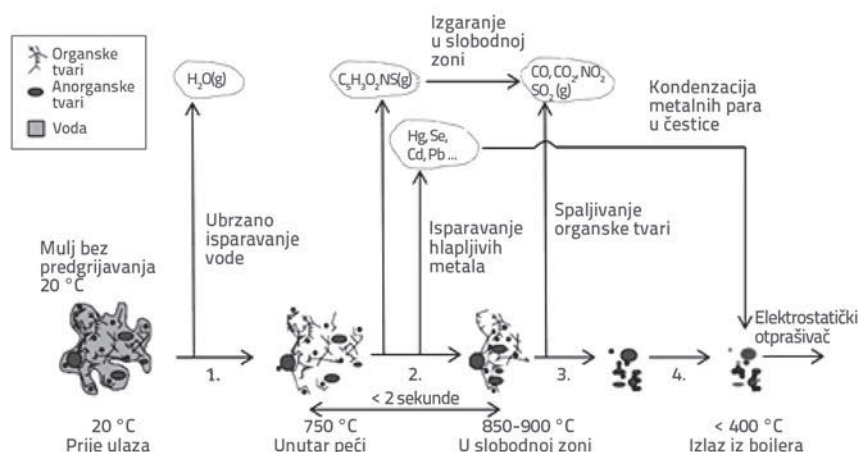 Organske
tvari
Anorganske
tvari
Voda
H₂O(g)
C₅H₃O₂NS(g)
Izgaranje
u slobodnoj
zoni
CO, CO₂, NO₂
SO₂ (g)
Kondenzacija
metalnih para
u čestice
Hg, Se,
Cd, Pb ...
Ubrzano
isparavanje
vode
Isparavanje
hlapljivih
metala
Spaljivanje
organske tvari
Mulj bez
predgrijavanja
20 °C
Elektrostatički
otprašivač
1.
2.
3.
4.
< 2 sekunde
20 °C
Prije ulaza
750 °C
Unutar peći
850-900 °C
U slobodnoj zoni
< 400 °C
Izlaz iz bojlera